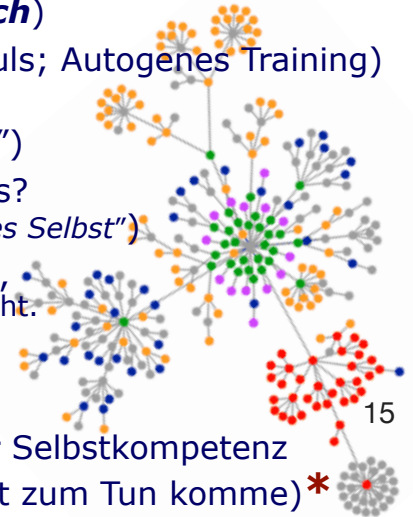 ch)
uls; Autogenes Training)
")
s?
es Selbst")
,
ht.
15
r Selbstkompetenz
t zum Tun komme)*